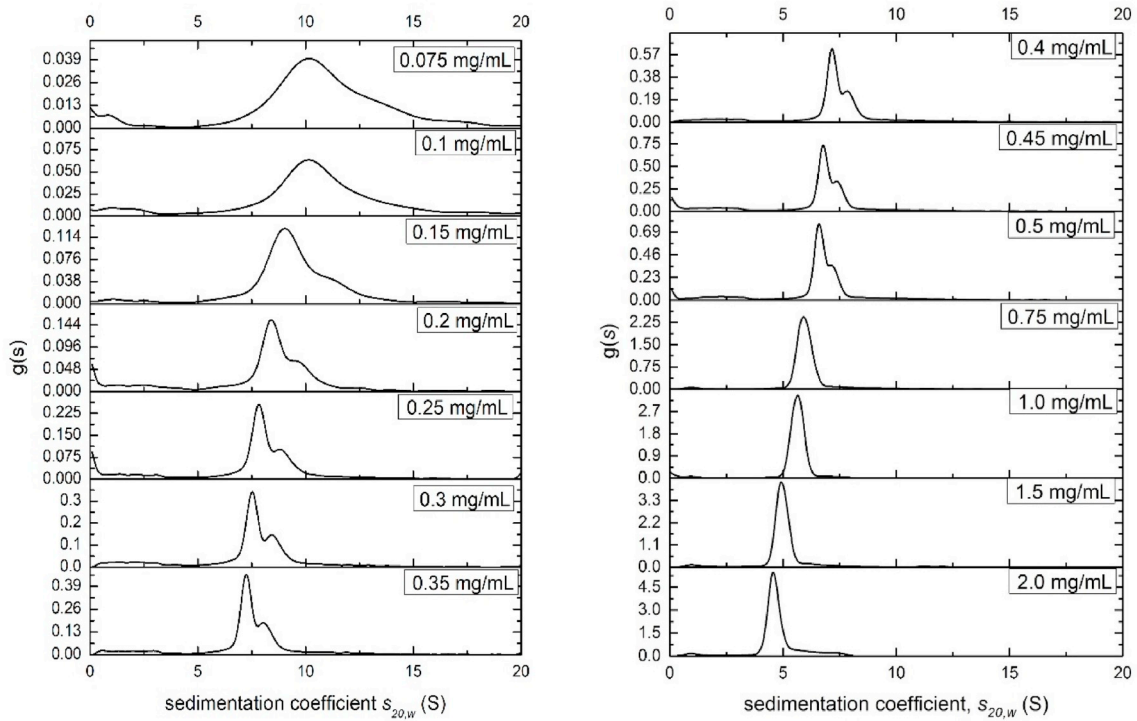 0 5 10 15 20
0.075 mg/mL
0.039
0.026
0.013
0.000
0.1 mg/mL
0.075
0.050
0.025
0.000
0.15 mg/mL
0.114
0.076
0.038
0.000
0.2 mg/mL
0.144
0.096
0.048
0.000
0.25 mg/mL
0.225
0.150
0.075
0.000
0.3 mg/mL
0.3
0.2
0.1
0.0
0.35 mg/mL
0.39
0.26
0.13
0.00
0 5 10 15 20
g(s)
sedimentation coefficient s20,w (S)
0 5 10 15 20
0.4 mg/mL
0.57
0.38
0.19
0.00
0.45 mg/mL
0.75
0.50
0.25
0.00
0.5 mg/mL
0.69
0.46
0.23
0.00
0.75 mg/mL
2.25
1.50
0.75
0.00
1.0 mg/mL
2.7
1.8
0.9
0.0
1.5 mg/mL
3.3
2.2
1.1
0.0
2.0 mg/mL
4.5
3.0
1.5
0.0
0 5 10 15 20
g(s)
sedimentation coefficient, s20,w (S)